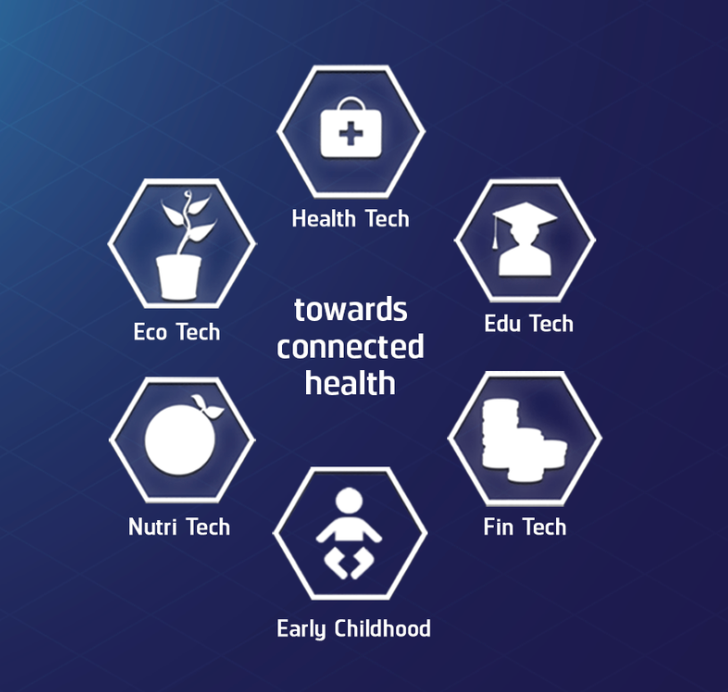 Health Tech
Eco Tech
Edu Tech
towards
connected
health
Nutri Tech
Fin Tech
Early Childhood